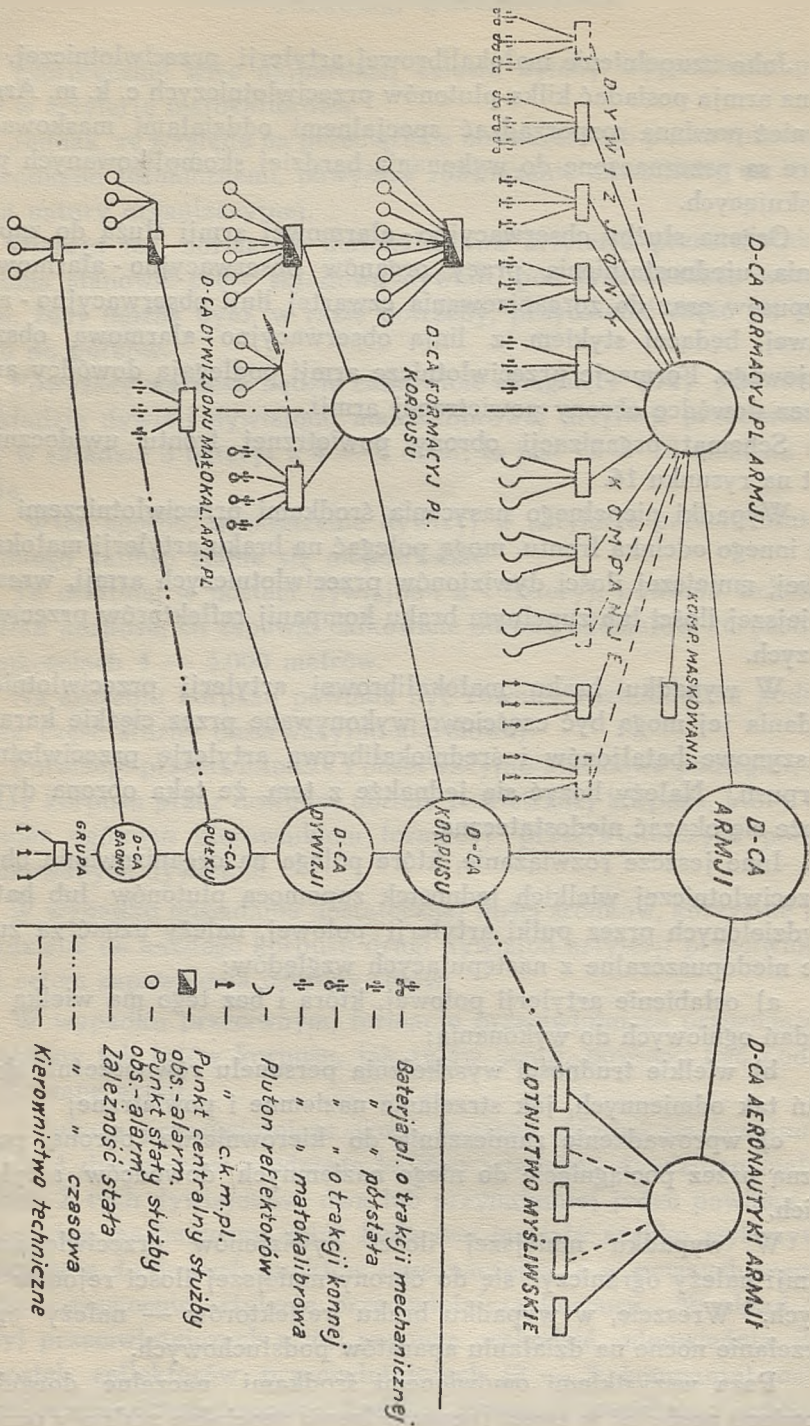 D-CA FORMACYJ PL. ARMJI
D-CA ARMJI
D-CA AERONAUTYKI ARMJI
DYWIZJONY
KOMPANJE
KOMP. MASKOWANIA
LOTNICTWO MYŚLIWSKIE
D-CA FORMACYJ PL. KORPUSU
D-CA KORPUSU
D-CA DYWIZJONU MAŁOKAL. ART. PL
D-CA DYWIZJI
D-CA PUŁKU
D-CA BAONU
GRUPA
— Baterja pl. o trakcji mechanicznej
— " " półstała
— " " o trakcji konnej
— " " małokalibrowa
— Pluton reflektorów
— " c.k.m.pl.
— Punkt centralny służby
obs.-alarm.
— Punkt stały służby
obs.-alarm.
Zależność stała
" " czasowa
Kierownictwo techniczne